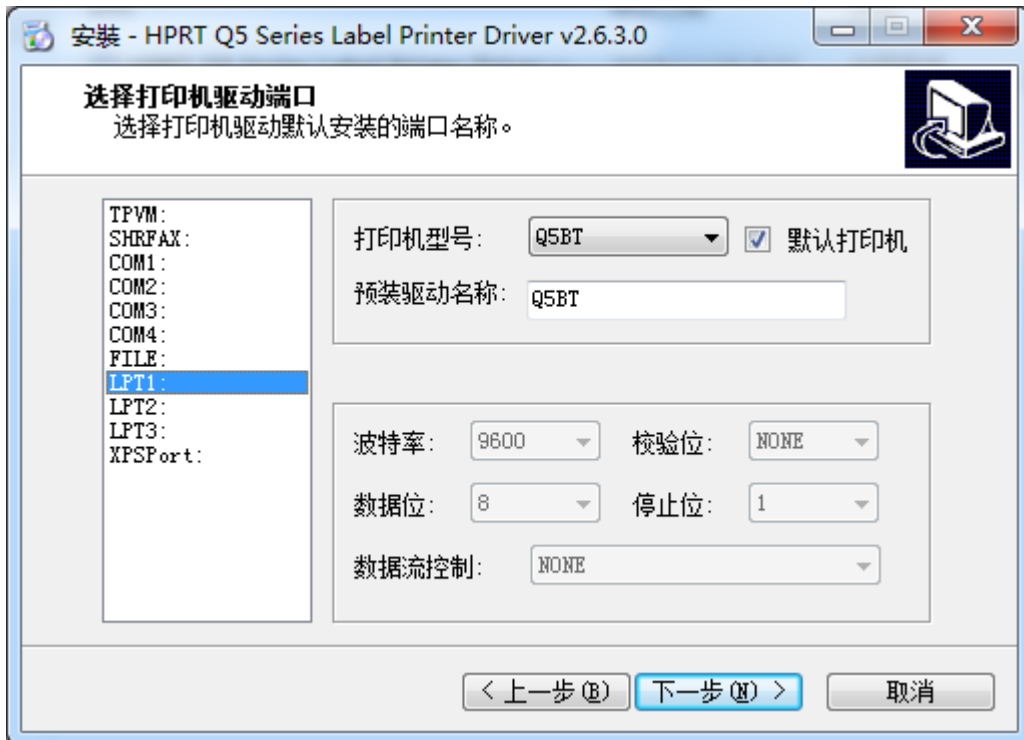 安裝 - HPRT Q5 Series Label Printer Driver v2.6.3.0
选择打印机驱动端口
选择打印机驱动默认安装的端口名称。
TPVM:
SHRFAX:
COM1:
COM2:
COM3:
COM4:
FILE:
LPT1:
LPT2:
LPT3:
XPSPort:
打印机型号: Q5BT 默认打印机
预装驱动名称: Q5BT
波特率: 9600 校验位: NONE
数据位: 8 停止位: 1
数据流控制: NONE
< 上一步(B) 下一步(N) > 取消